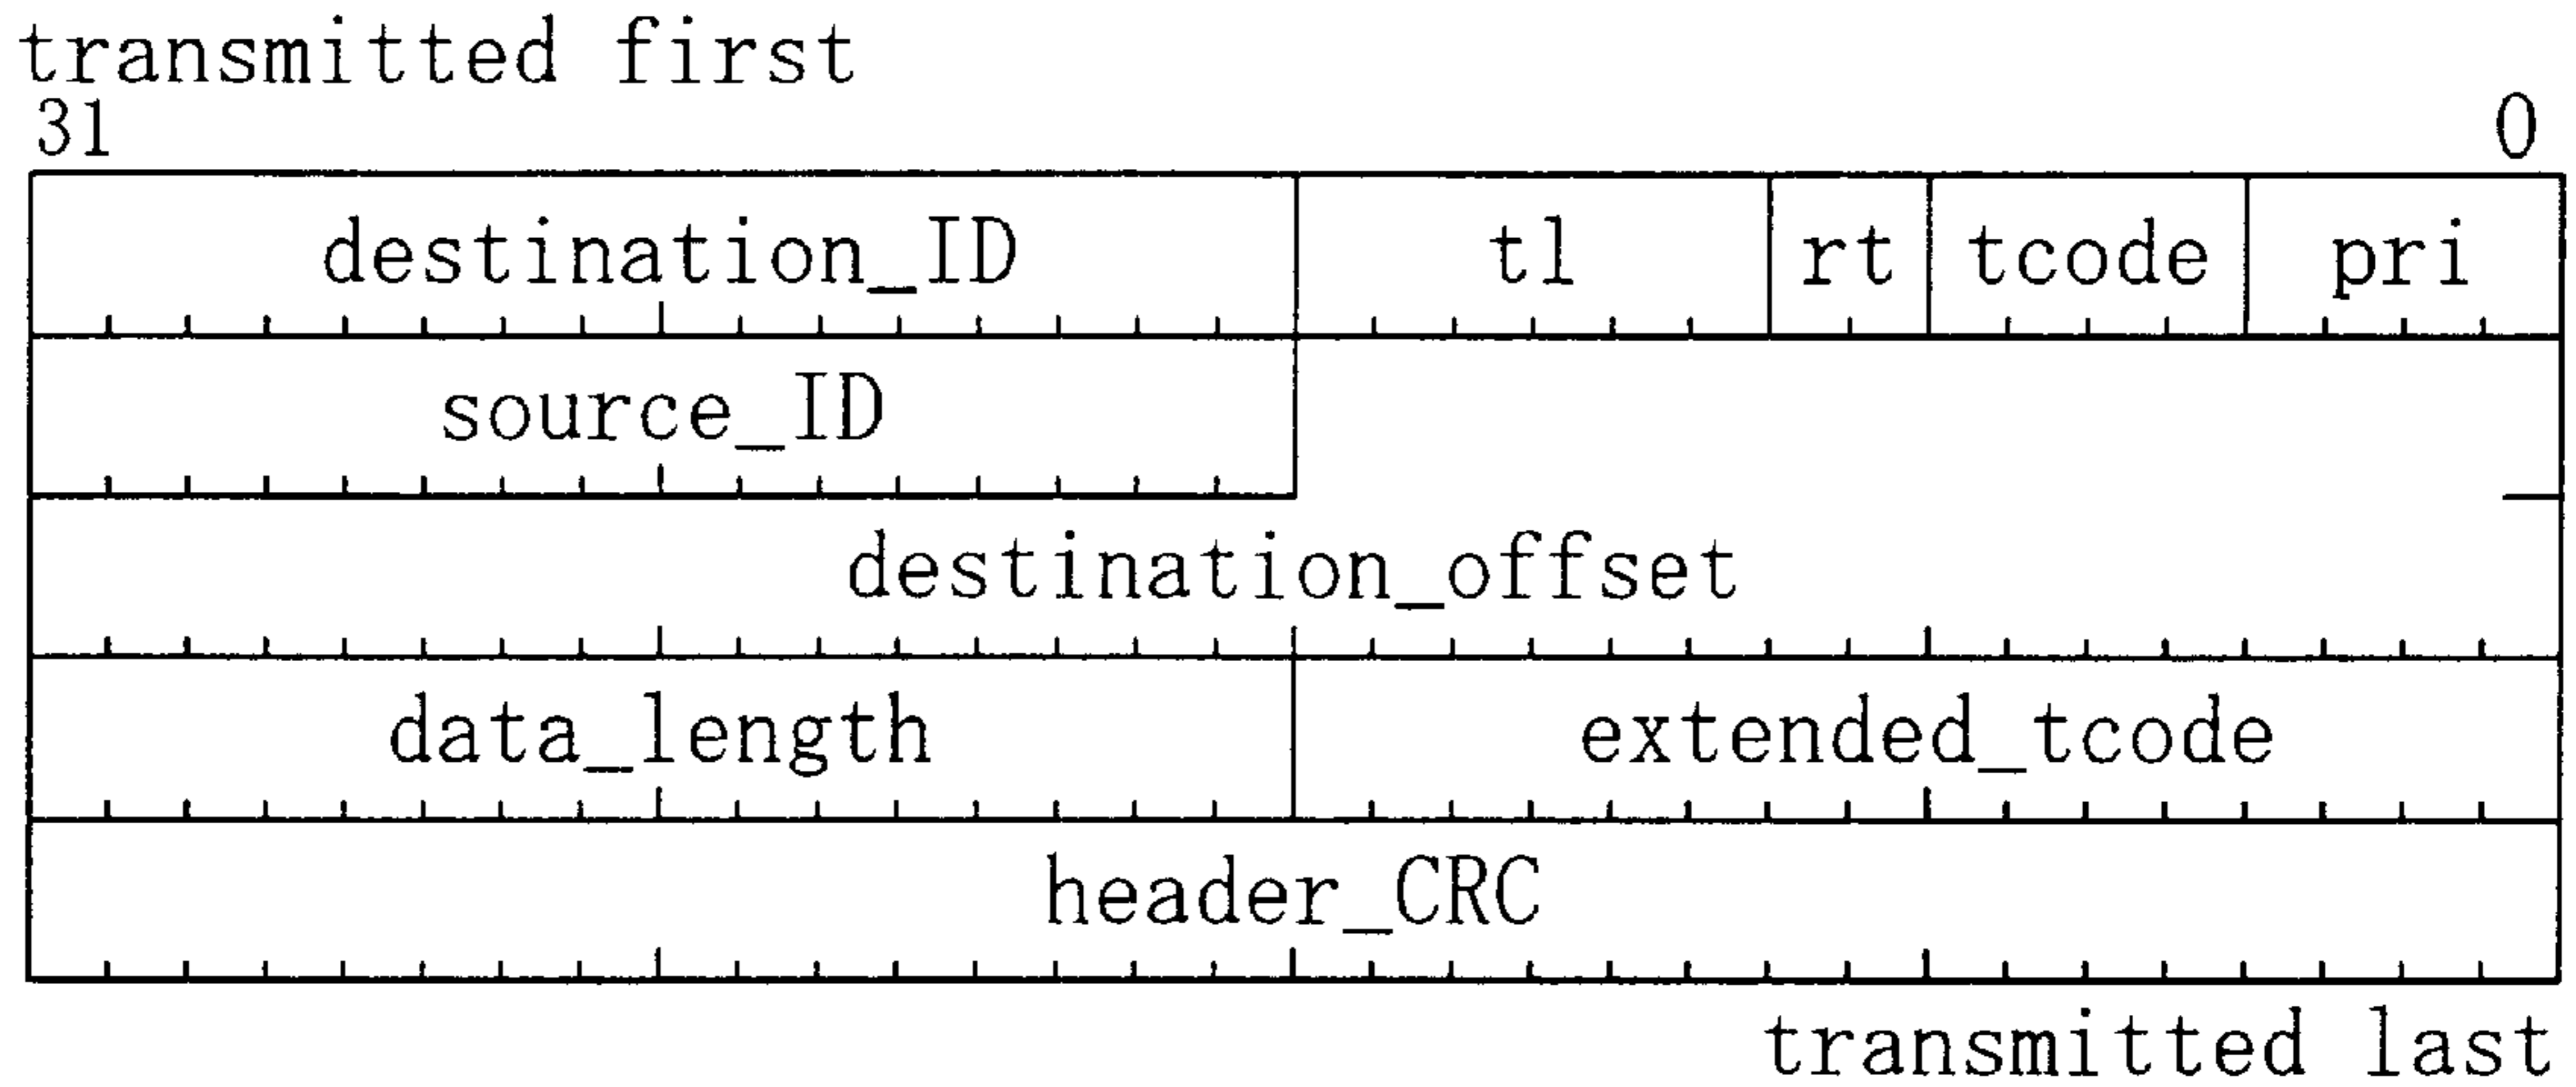 transmitted first
31 0
destination_ID tl rt tcode pri
source_ID
destination_offset
data_length extended_tcode
header_CRC
transmitted last